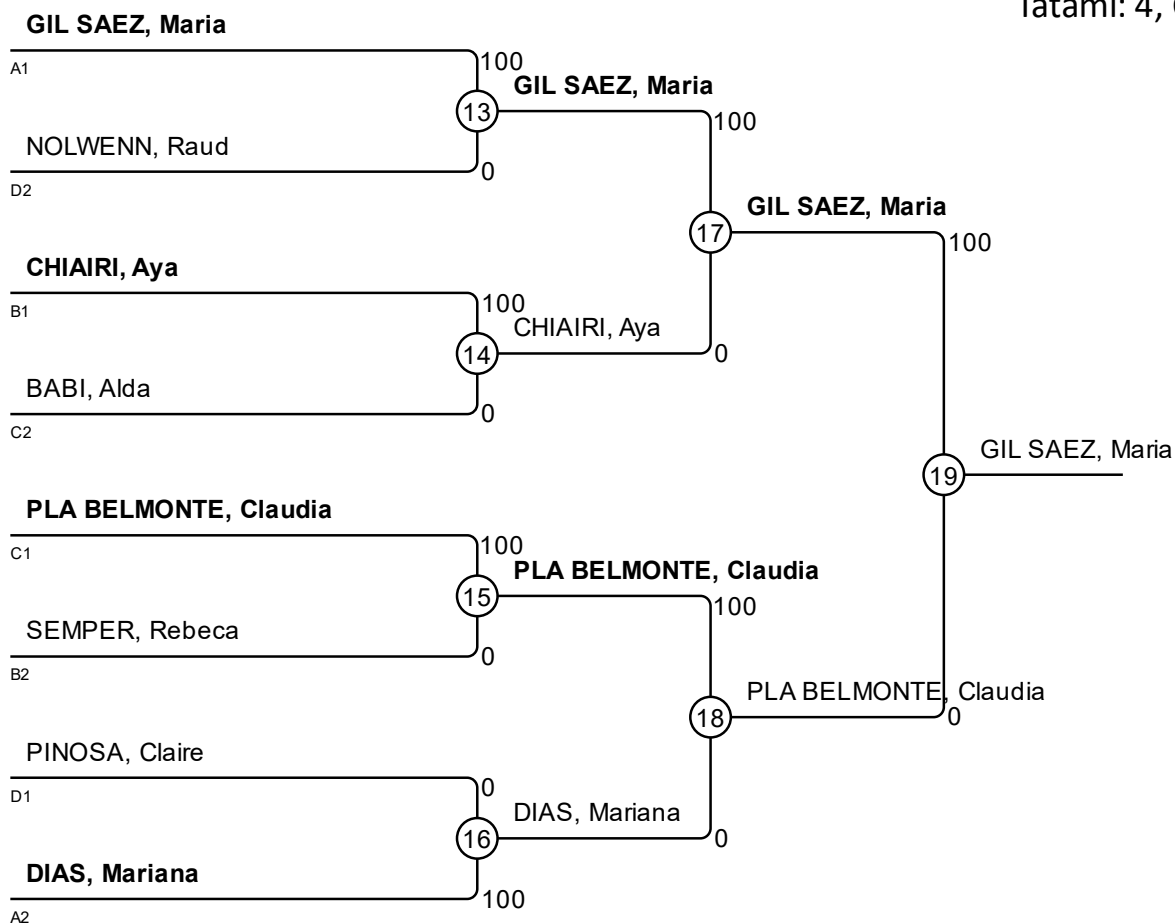 Tatami: 4,
GIL SAEZ, Maria
A1
100
GIL SAEZ, Maria
13
100
NOLWENN, Raud
0
D2
GIL SAEZ, Maria
17
100
CHIAIRI, Aya
B1
100
CHIAIRI, Aya
14
0
BABI, Alda
0
C2
GIL SAEZ, Maria
19
PLA BELMONTE, Claudia
C1
100
PLA BELMONTE, Claudia
15
100
SEMPER, Rebeca
0
B2
PLA BELMONTE, Claudia
18
0
PINOSA, Claire
D1
0
DIAS, Mariana
16
0
DIAS, Mariana
100
A2